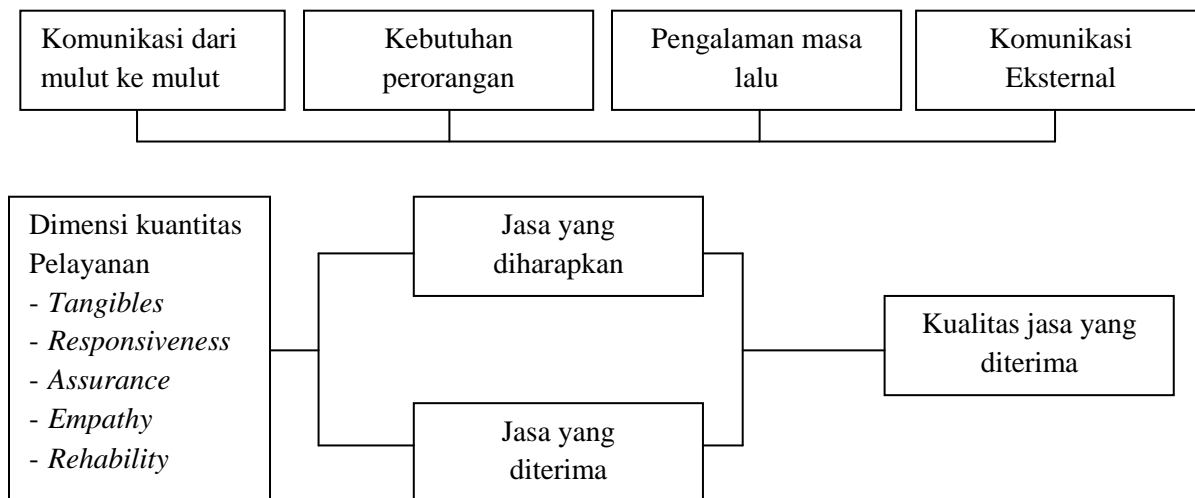 Komunikasi dari
mulut ke mulut
Kebutuhan
perorangan
Pengalaman masa
lalu
Komunikasi
Eksternal
Dimensi kuantitas
Pelayanan
- Tangibles
- Responsiveness
- Assurance
- Empathy
- Rehability
Jasa yang
diharapkan
Jasa yang
diterima
Kualitas jasa yang
diterima